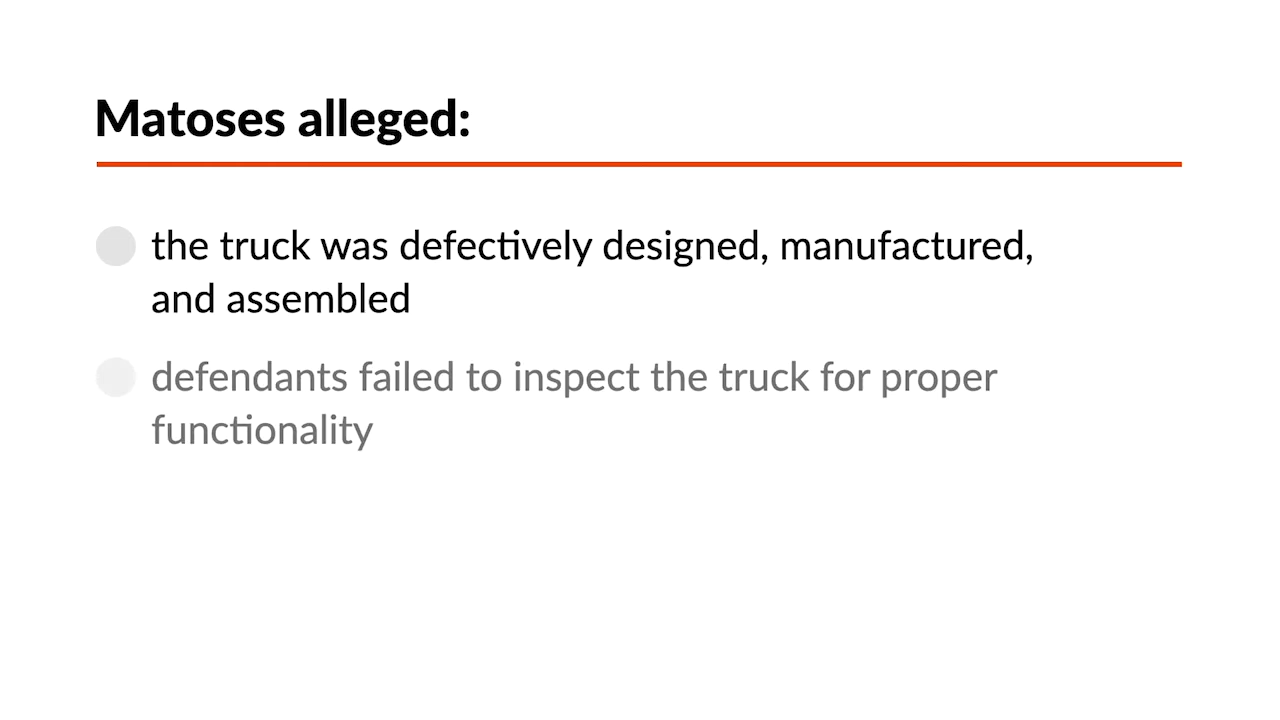 Matoses alleged:
the truck was defectively designed, manufactured,
and assembled
defendants failed to inspect the truck for proper
functionality